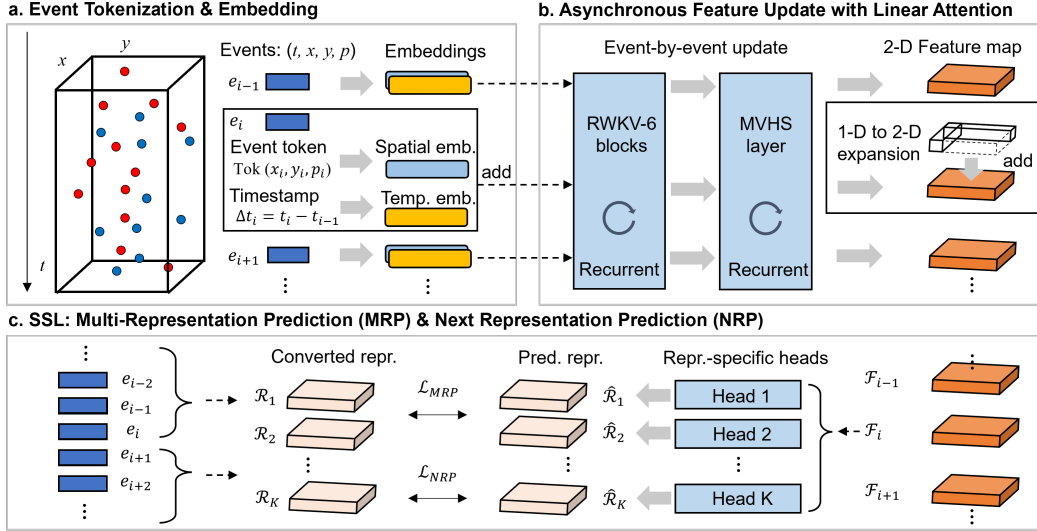 a. Event Tokenization & Embedding
x
y
t
Events: (t, x, y, p)
Embeddings
e_{i−1}
e_i
Event token
Tok (x_i, y_i, p_i)
Spatial emb.
Timestamp
Δt_i = t_i − t_{i−1}
Temp. emb.
add
e_{i+1}
⋮
⋮
b. Asynchronous Feature Update with Linear Attention
Event-by-event update
2-D Feature map
RWKV-6
blocks
Recurrent
MVHS
layer
Recurrent
1-D to 2-D
expansion
add
⋮
c. SSL: Multi-Representation Prediction (MRP) & Next Representation Prediction (NRP)
⋮
e_{i−2}
e_{i−1}
e_i
e_{i+1}
e_{i+2}
⋮
Converted repr.
ℛ_1
ℛ_2
⋮
ℛ_K
ℒ_{MRP}
ℒ_{NRP}
Pred. repr.
ℛ̂_1
ℛ̂_2
⋮
ℛ̂_K
Repr.-specific heads
Head 1
Head 2
⋮
Head K
ℱ_{i−1}
ℱ_i
ℱ_{i+1}
⋮
⋮